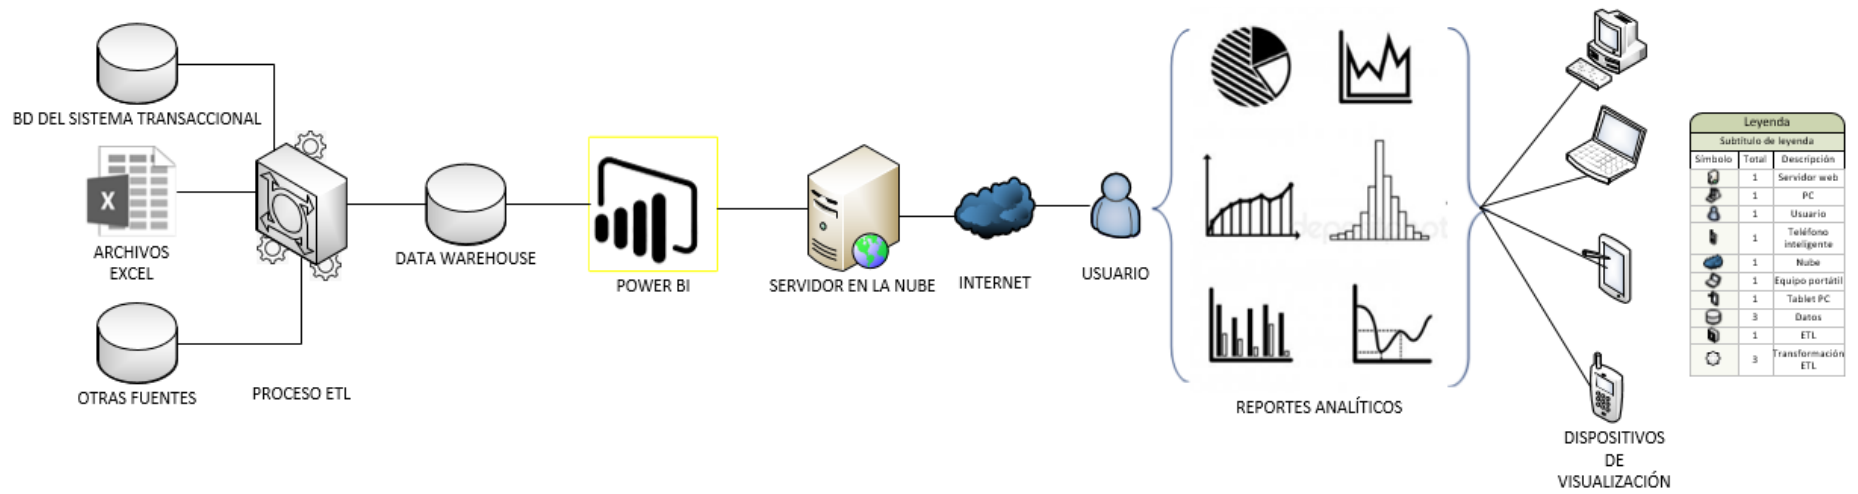 BD DEL SISTEMA TRANSACCIONAL
X
ARCHIVOS
EXCEL
OTRAS FUENTES
PROCESO ETL
DATA WAREHOUSE
POWER BI
SERVIDOR EN LA NUBE
INTERNET
USUARIO
REPORTES ANALÍTICOS
DISPOSITIVOS
DE
VISUALIZACIÓN
Leyenda
Subtítulo de leyenda
Símbolo Total Descripción
1 Servidor web
1 PC
1 Usuario
1 Teléfono
inteligente
1 Nube
1 Equipo portátil
1 Tablet PC
3 Datos
1 ETL
3 Transformación
ETL